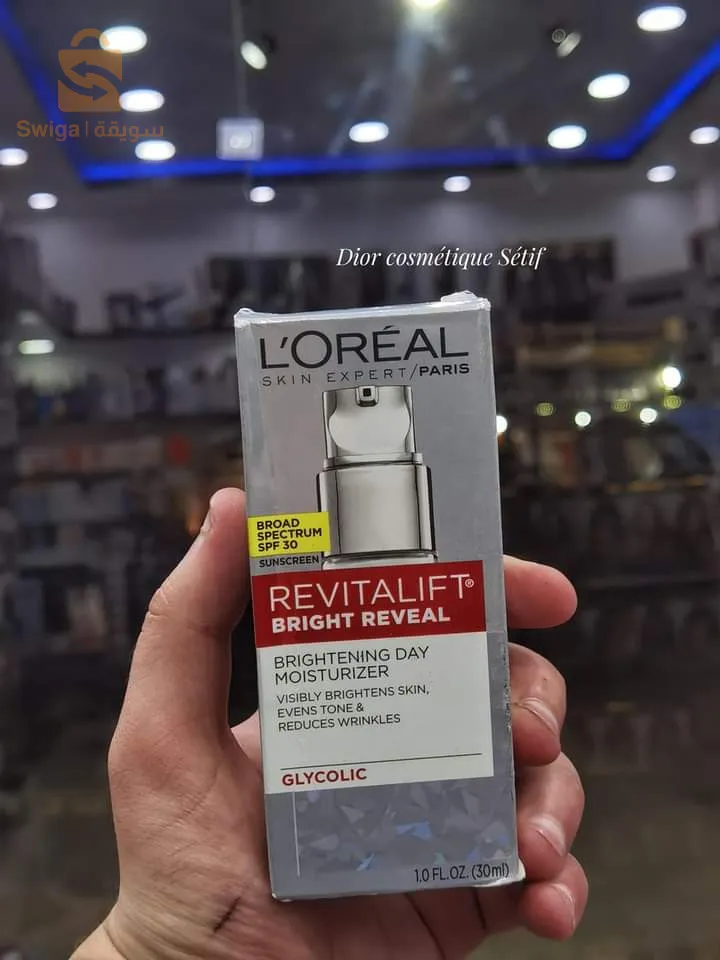 Swiga | سويقة
Dior cosmétique Sétif
L'ORÉAL
SKIN EXPERT/PARIS
BROAD
SPECTRUM
SPF 30
SUNSCREEN
REVITALIFT®
BRIGHT REVEAL
BRIGHTENING DAY
MOISTURIZER
VISIBLY BRIGHTENS SKIN,
EVENS TONE &
REDUCES WRINKLES
GLYCOLIC
1.0 FL.OZ. (30ml)